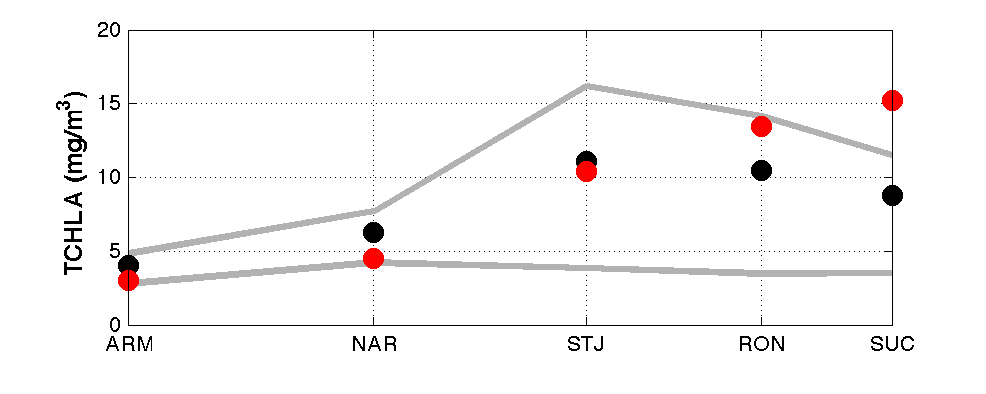 20
15
10
5
0
TCHLA (mg/m³)
ARM NAR STJ RON SUC